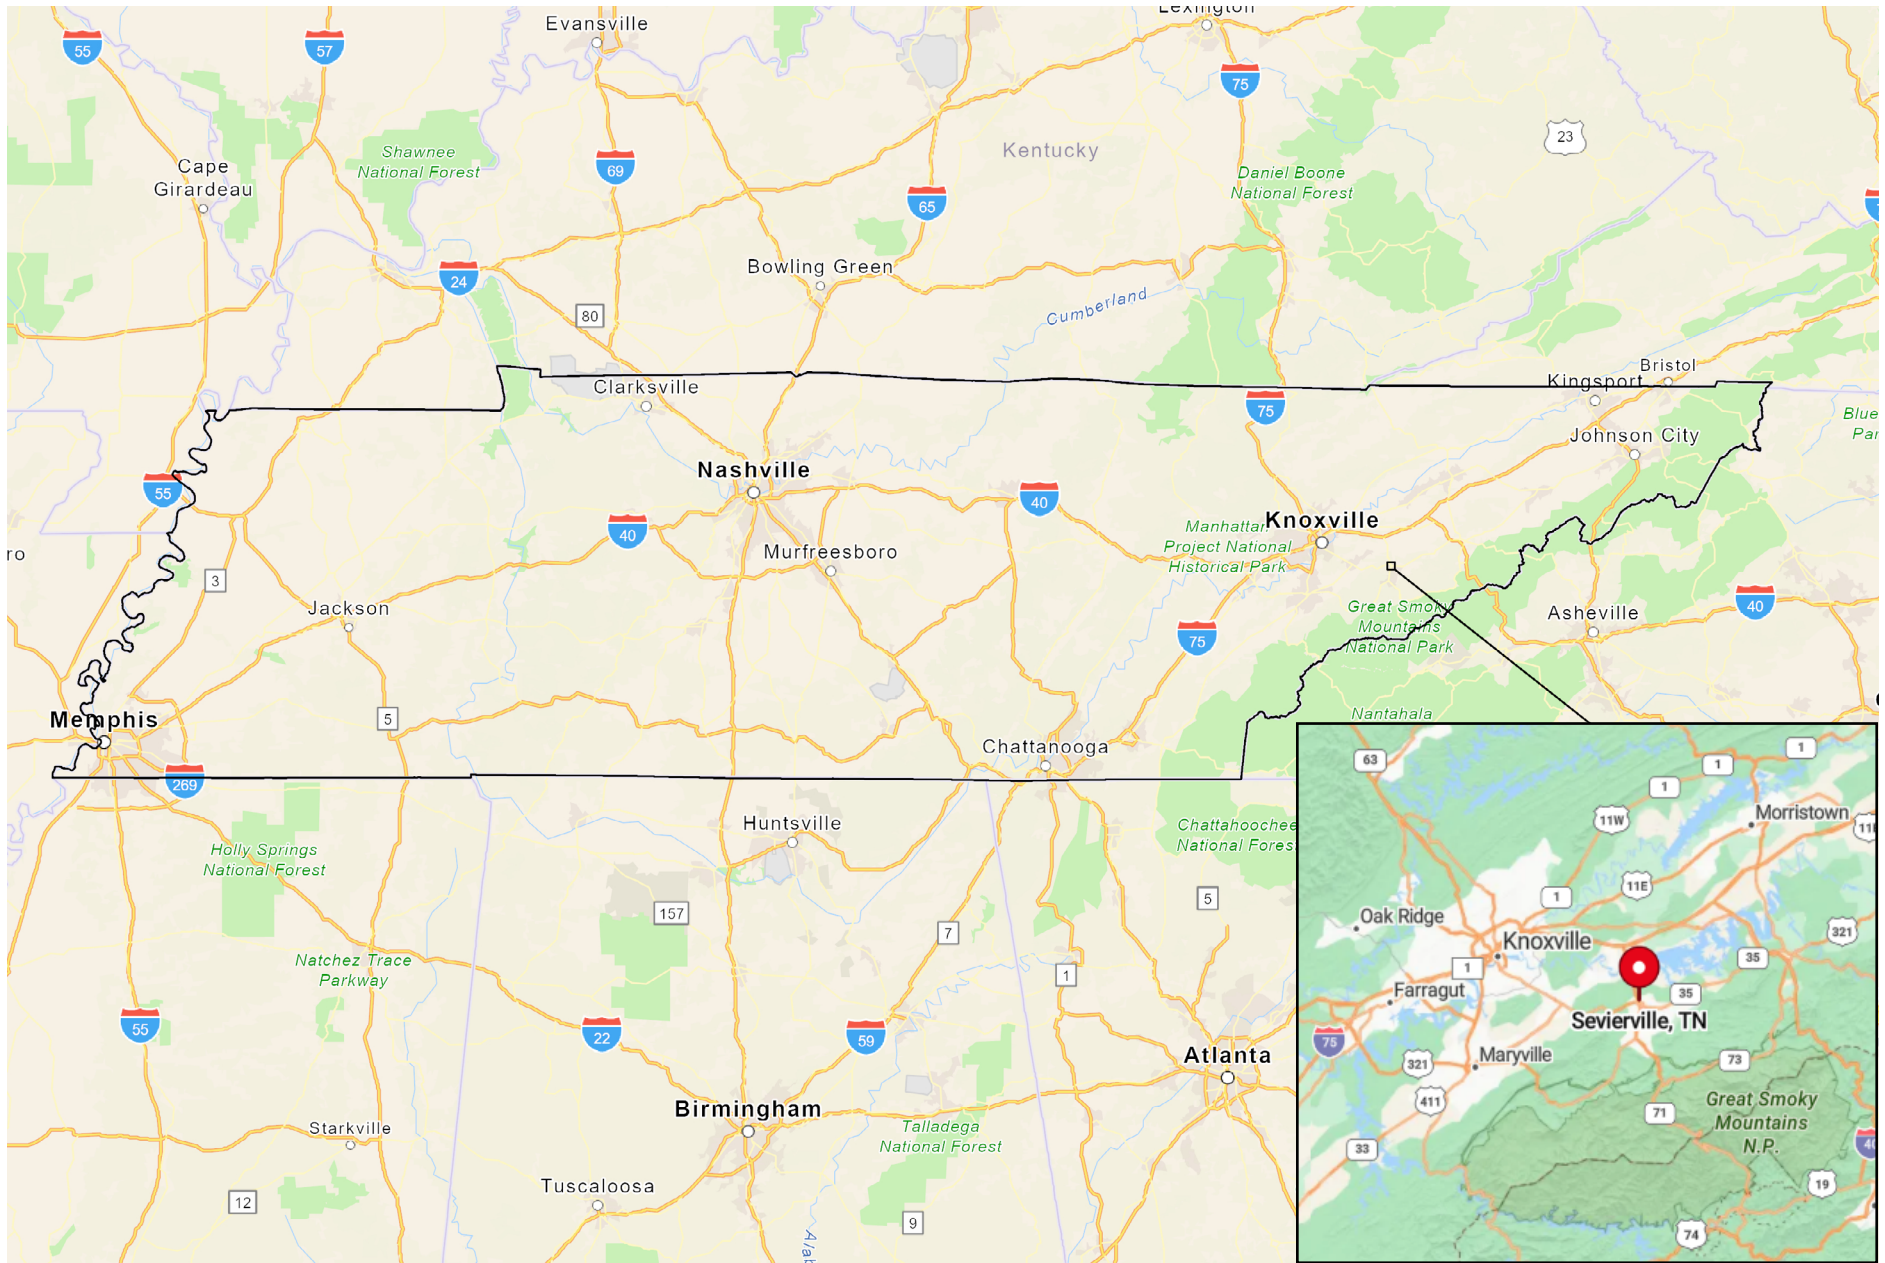 Evansville
Lexington
55
57
75
23
Kentucky
Shawnee
National Forest
Cape
Girardeau
69
65
Daniel Boone
National Forest
24
Bowling Green
80
Cumberland
Bristol
Kingsport
Clarksville
75
Blue
Johnson City
Nashville
55
40
40
Manhattan
Project National
Historical Park
Knoxville
Murfreesboro
ro
3
Jackson
Great Smoky
Mountains
National Park
75
Asheville
40
Memphis
5
Nantahala
Chattanooga
269
Huntsville
Chattahoochee
National Forest
Holly Springs
National Forest
157
5
7
Natchez Trace
Parkway
1
55
22
59
Atlanta
Birmingham
Starkville
Talladega
National Forest
Tuscaloosa
12
9
Alab
63
1
1
1
Morristown
11W
11E
1
Oak Ridge
Knoxville
321
1
35
Farragut
35
Sevierville, TN
75
321
Maryville
73
411
Great Smoky
Mountains
N.P.
71
33
40
19
74